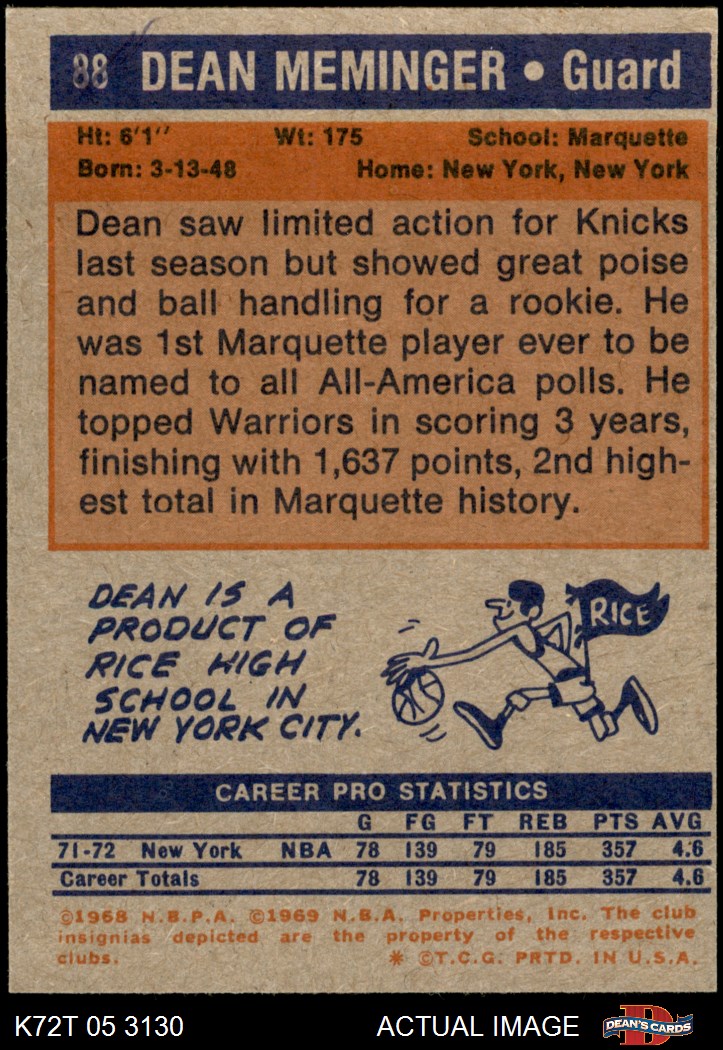 88 DEAN MEMINGER • Guard
Ht: 6'1" Wt: 175 School: Marquette
Born: 3-13-48 Home: New York, New York
Dean saw limited action for Knicks
last season but showed great poise
and ball handling for a rookie. He
was 1st Marquette player ever to be
named to all All-America polls. He
topped Warriors in scoring 3 years,
finishing with 1,637 points, 2nd high-
est total in Marquette history.
DEAN IS A
PRODUCT OF
RICE HIGH
SCHOOL IN
NEW YORK CITY.
RICE
CAREER PRO STATISTICS
G FG FT REB PTS AVG
71-72 New York NBA 78 139 79 185 357 4.6
Career Totals 78 139 79 185 357 4.6
©1968 N.B.P.A. ©1969 N.B.A. Properties, Inc. The club
insignias depicted are the property of the respective
clubs. * ©T.C.G. PRTD. IN U.S.A.
K72T 05 3130 ACTUAL IMAGE D DEAN'S CARDS